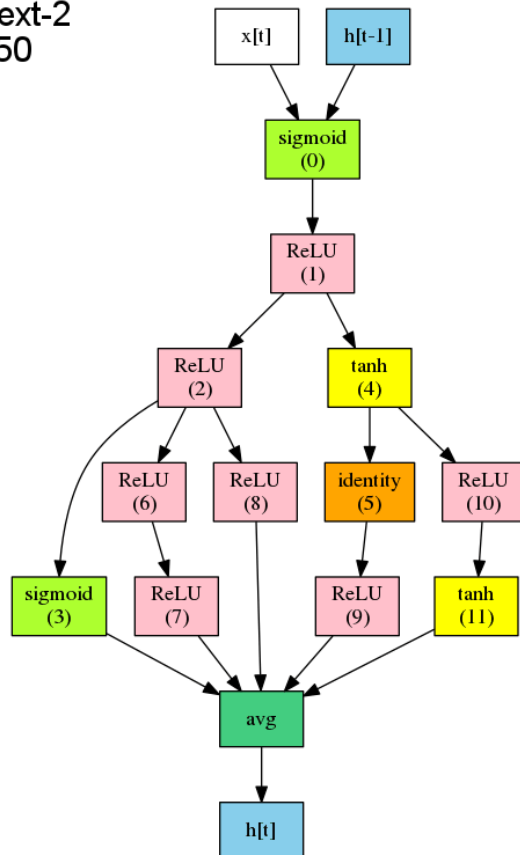 ext-2
50
x[t]
h[t-1]
sigmoid
(0)
ReLU
(1)
ReLU
(2)
tanh
(4)
ReLU
(6)
ReLU
(8)
identity
(5)
ReLU
(10)
sigmoid
(3)
ReLU
(7)
ReLU
(9)
tanh
(11)
avg
h[t]